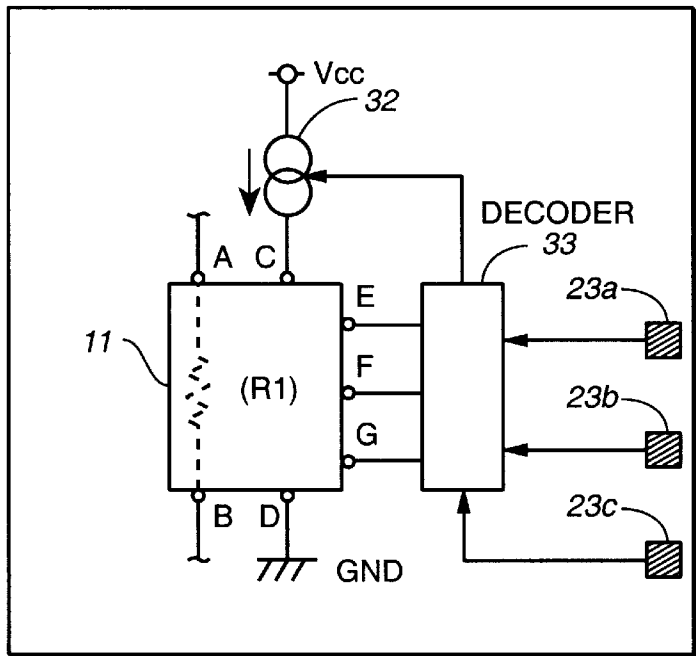 Vcc
32
DECODER
33
A
C
E
23a
11
F
(R1)
23b
G
B
D
23c
GND